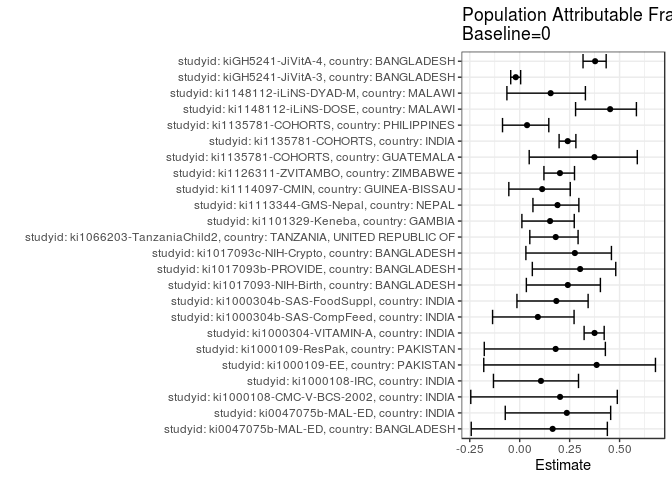 Population Attributable Fra
Baseline=0
studyid: kiGH5241-JiVitA-4, country: BANGLADESH
studyid: kiGH5241-JiVitA-3, country: BANGLADESH
studyid: ki1148112-iLiNS-DYAD-M, country: MALAWI
studyid: ki1148112-iLiNS-DOSE, country: MALAWI
studyid: ki1135781-COHORTS, country: PHILIPPINES
studyid: ki1135781-COHORTS, country: INDIA
studyid: ki1135781-COHORTS, country: GUATEMALA
studyid: ki1126311-ZVITAMBO, country: ZIMBABWE
studyid: ki1114097-CMIN, country: GUINEA-BISSAU
studyid: ki1113344-GMS-Nepal, country: NEPAL
studyid: ki1101329-Keneba, country: GAMBIA
studyid: ki1066203-TanzaniaChild2, country: TANZANIA, UNITED REPUBLIC OF
studyid: ki1017093c-NIH-Crypto, country: BANGLADESH
studyid: ki1017093b-PROVIDE, country: BANGLADESH
studyid: ki1017093-NIH-Birth, country: BANGLADESH
studyid: ki1000304b-SAS-FoodSuppl, country: INDIA
studyid: ki1000304b-SAS-CompFeed, country: INDIA
studyid: ki1000304-VITAMIN-A, country: INDIA
studyid: ki1000109-ResPak, country: PAKISTAN
studyid: ki1000109-EE, country: PAKISTAN
studyid: ki1000108-IRC, country: INDIA
studyid: ki1000108-CMC-V-BCS-2002, country: INDIA
studyid: ki0047075b-MAL-ED, country: INDIA
studyid: ki0047075b-MAL-ED, country: BANGLADESH
-0.25 0.00 0.25 0.50
Estimate